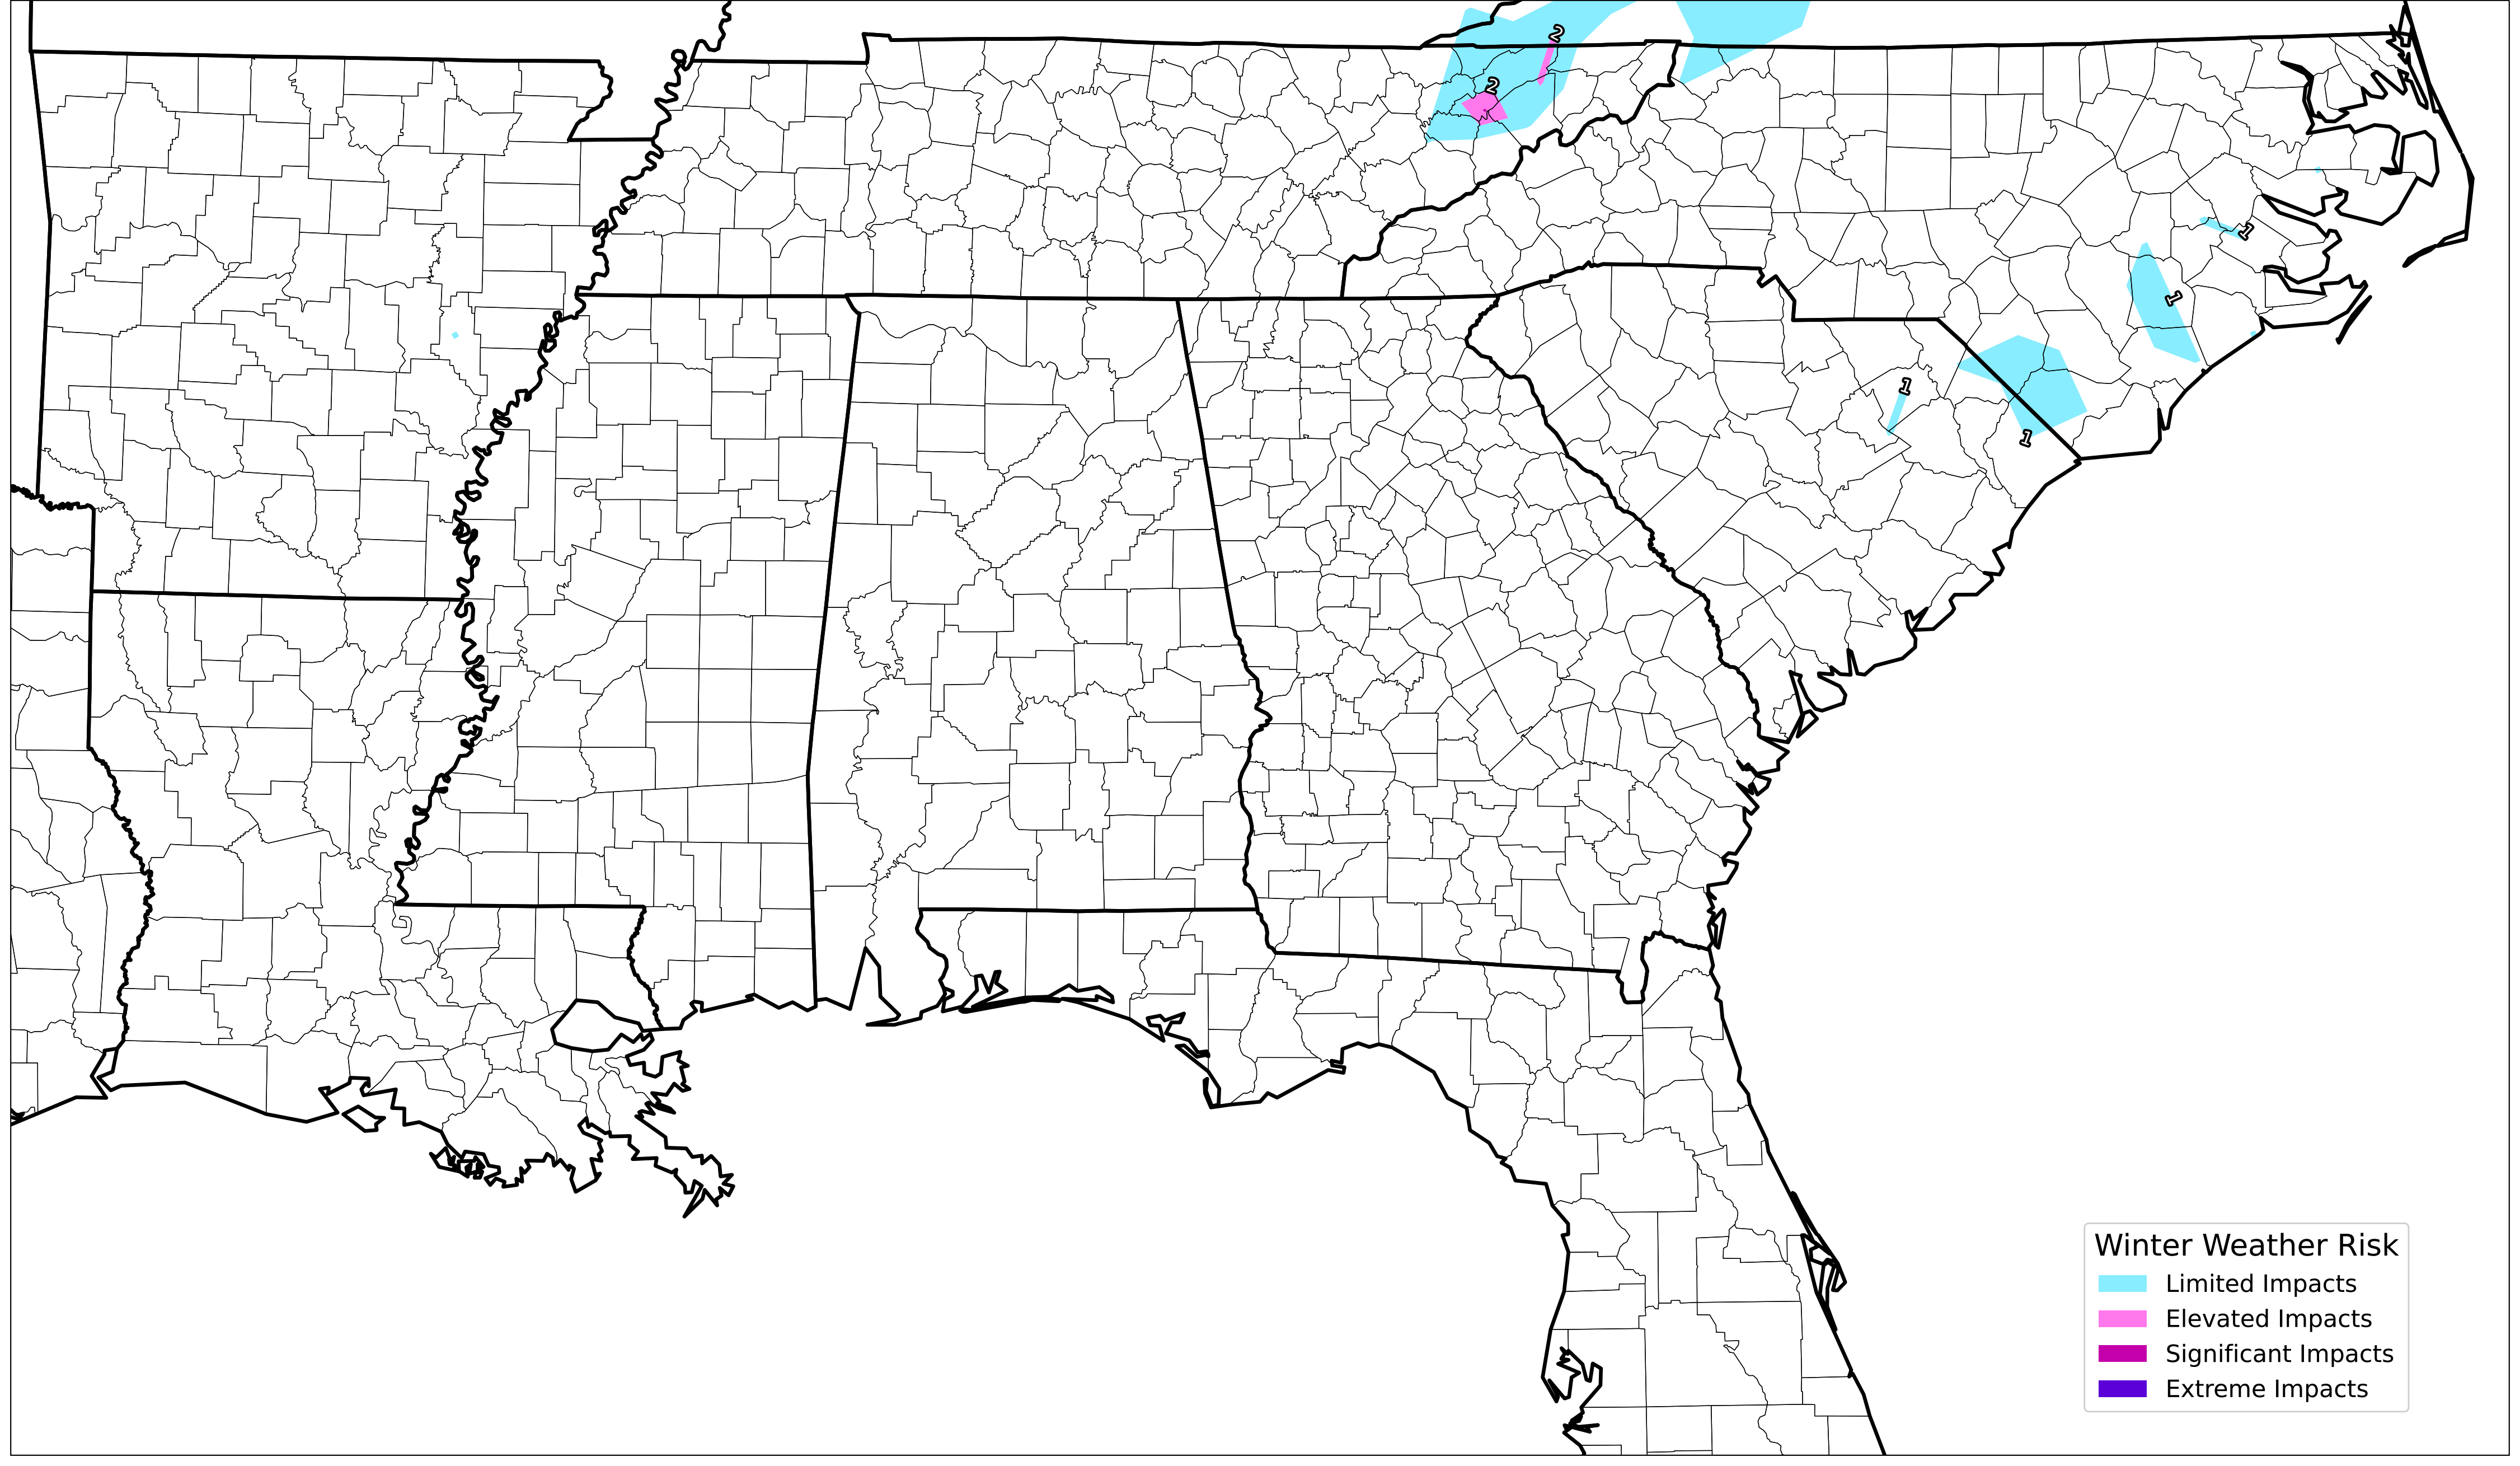 2
2
1
1
1
1
Winter Weather Risk
Limited Impacts
Elevated Impacts
Significant Impacts
Extreme Impacts